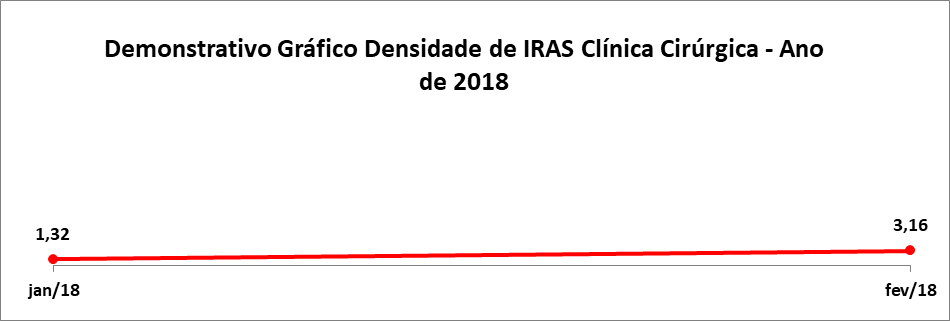 Demonstrativo Gráfico Densidade de IRAS Clínica Cirúrgica - Ano
de 2018
1,32
3,16
jan/18
fev/18